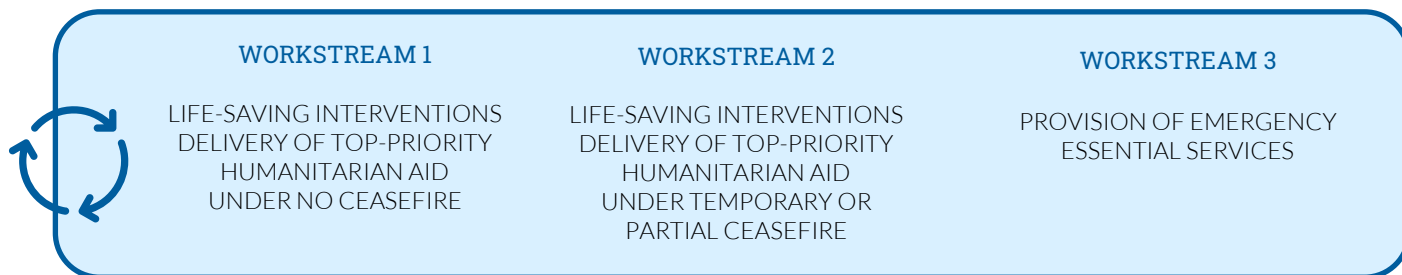 WORKSTREAM 1
LIFE-SAVING INTERVENTIONS
DELIVERY OF TOP-PRIORITY
HUMANITARIAN AID
UNDER NO CEASEFIRE
WORKSTREAM 2
LIFE-SAVING INTERVENTIONS
DELIVERY OF TOP-PRIORITY
HUMANITARIAN AID
UNDER TEMPORARY OR
PARTIAL CEASEFIRE
WORKSTREAM 3
PROVISION OF EMERGENCY
ESSENTIAL SERVICES